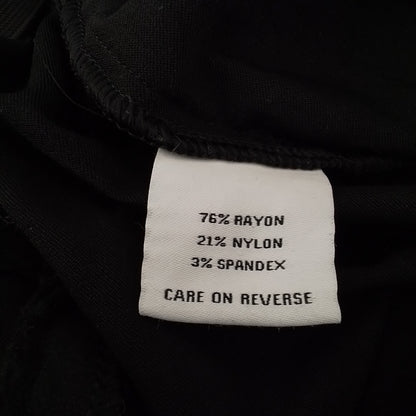 76% RAYON
21% NYLON
3% SPANDEX
CARE ON REVERSE